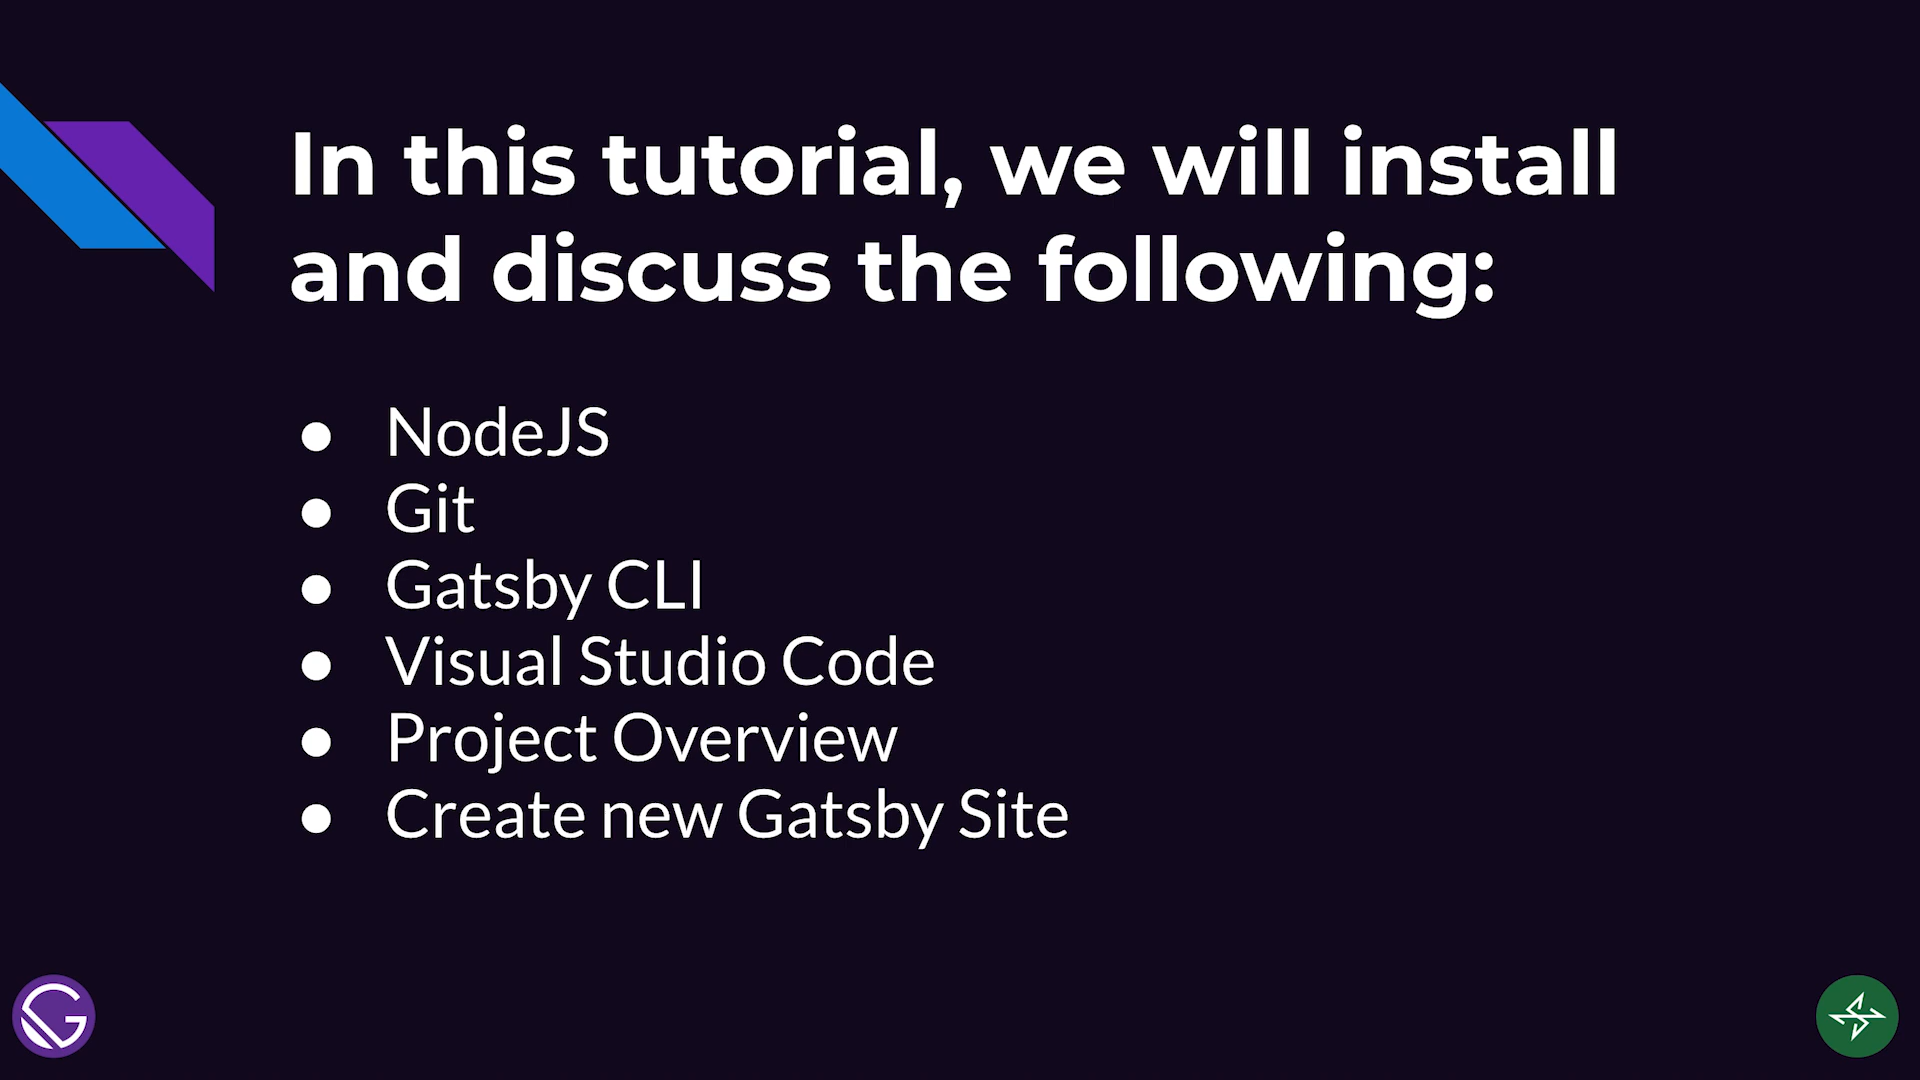 In this tutorial, we will install
and discuss the following:
● NodeJS
● Git
● Gatsby CLI
● Visual Studio Code
● Project Overview
● Create new Gatsby Site